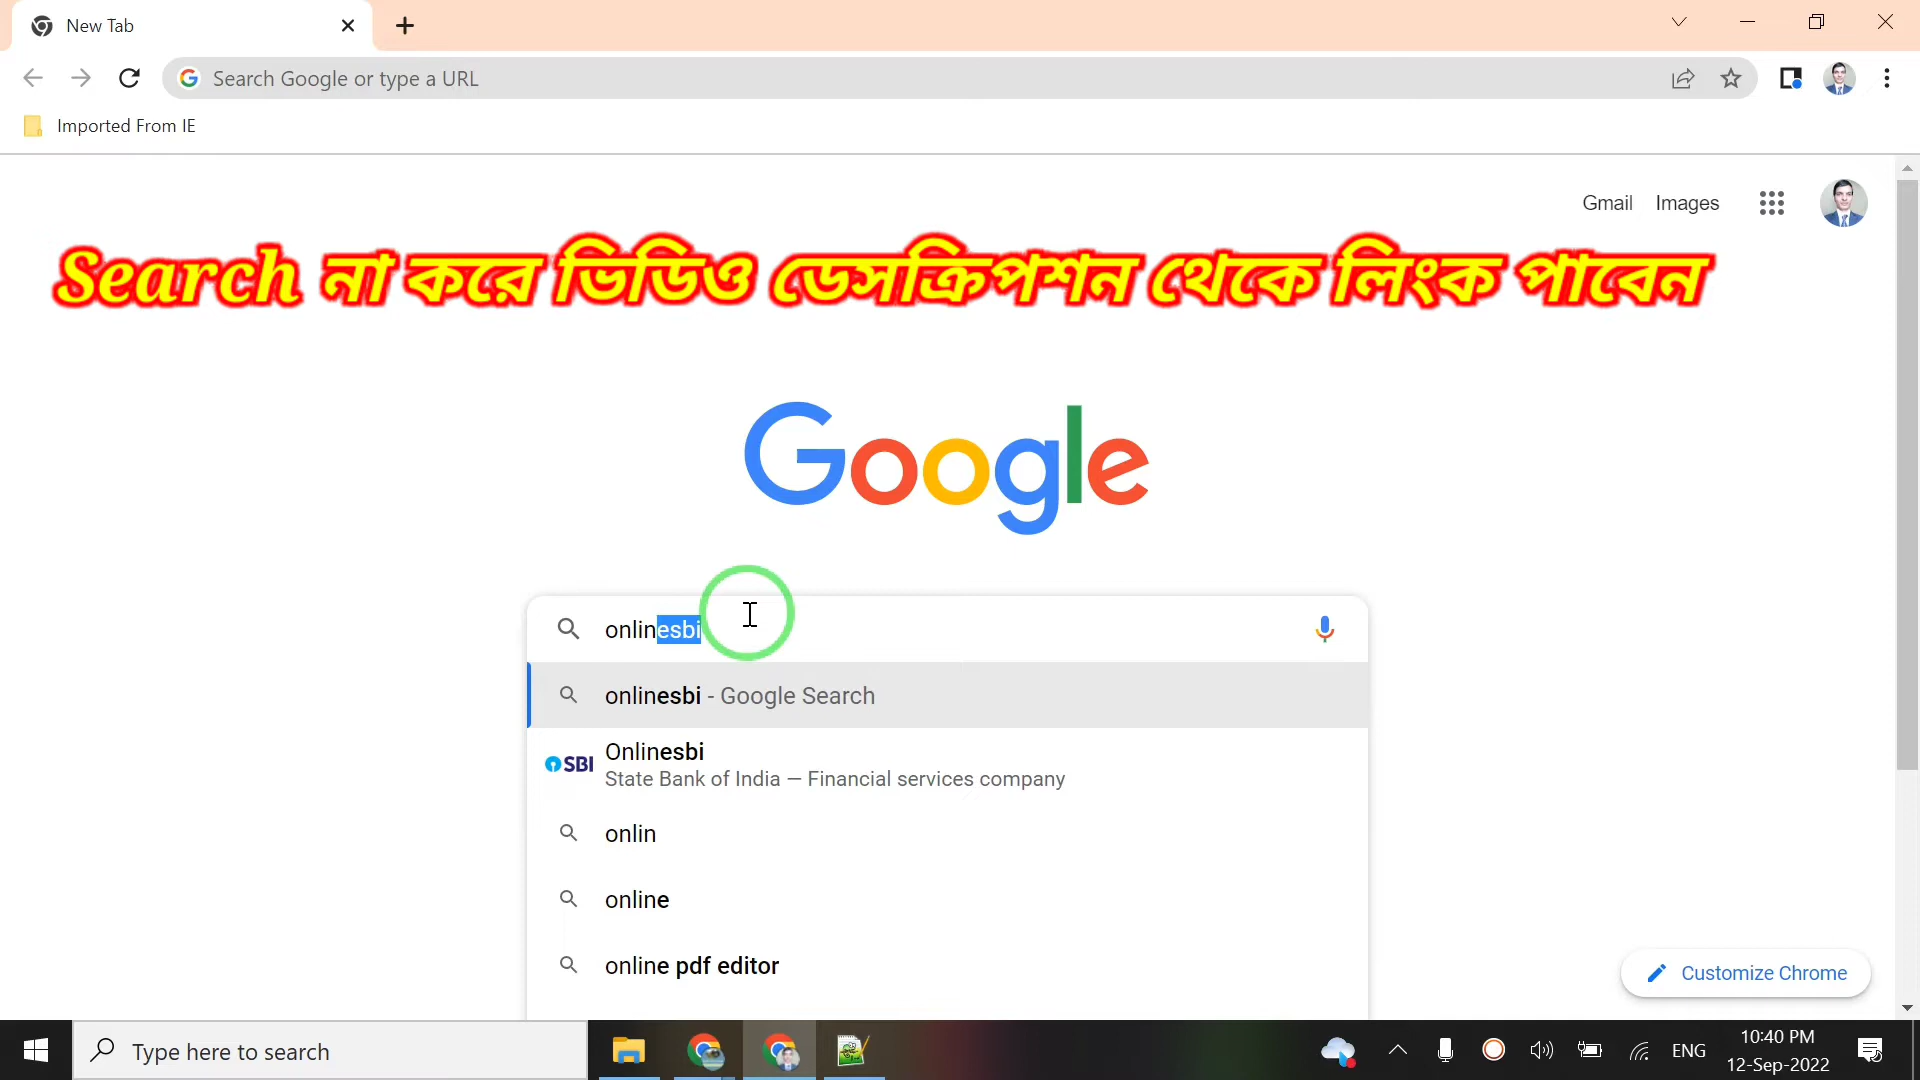 New Tab
Search Google or type a URL
Imported From IE
Gmail Images
Search না করে ভিডিও ডেসক্রিপশন থেকে লিংক পাবেন
Google
onlinesbi
onlinesbi - Google Search
SBI Onlinesbi
State Bank of India — Financial services company
onlin
online
online pdf editor
Customize Chrome
Type here to search
ENG
10:40 PM
12-Sep-2022